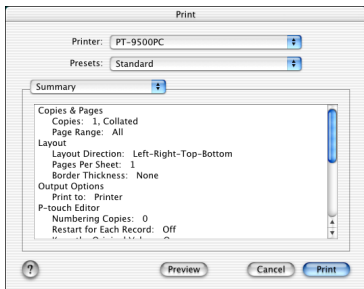 Print
Printer: PT-9500PC
Presets: Standard
Summary
Copies & Pages
Copies: 1, Collated
Page Range: All
Layout
Layout Direction: Left-Right-Top-Bottom
Pages Per Sheet: 1
Border Thickness: None
Output Options
Print to: Printer
P-touch Editor
Numbering Copies: 0
Restart for Each Record: Off
? Preview Cancel Print